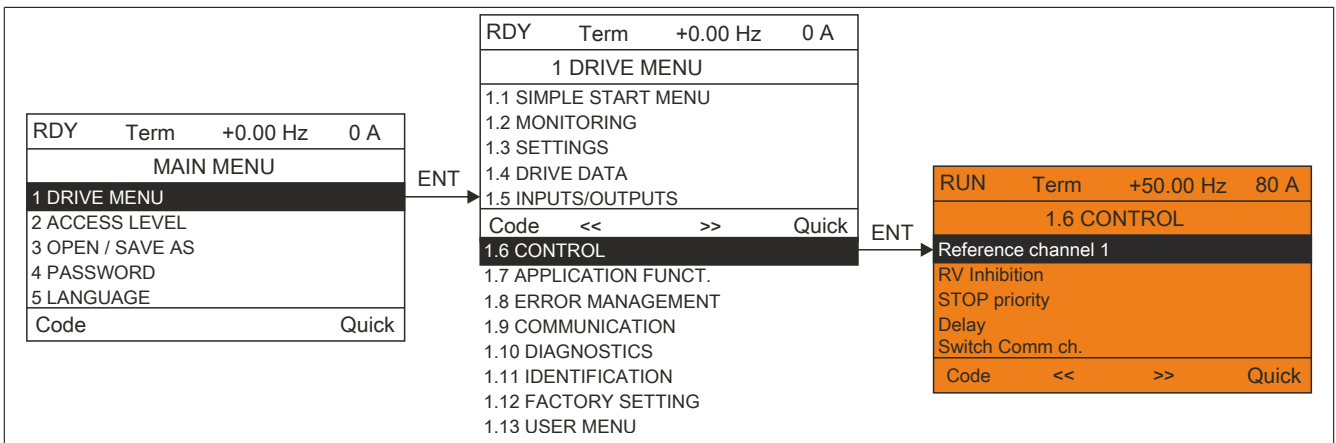 RDY Term +0.00 Hz 0 A
MAIN MENU
1 DRIVE MENU
2 ACCESS LEVEL
3 OPEN / SAVE AS
4 PASSWORD
5 LANGUAGE
Code Quick
ENT
RDY Term +0.00 Hz 0 A
1 DRIVE MENU
1.1 SIMPLE START MENU
1.2 MONITORING
1.3 SETTINGS
1.4 DRIVE DATA
1.5 INPUTS/OUTPUTS
Code << >> Quick
1.6 CONTROL
1.7 APPLICATION FUNCT.
1.8 ERROR MANAGEMENT
1.9 COMMUNICATION
1.10 DIAGNOSTICS
1.11 IDENTIFICATION
1.12 FACTORY SETTING
1.13 USER MENU
ENT
RUN Term +50.00 Hz 80 A
1.6 CONTROL
Reference channel 1
RV Inhibition
STOP priority
Delay
Switch Comm ch.
Code << >> Quick